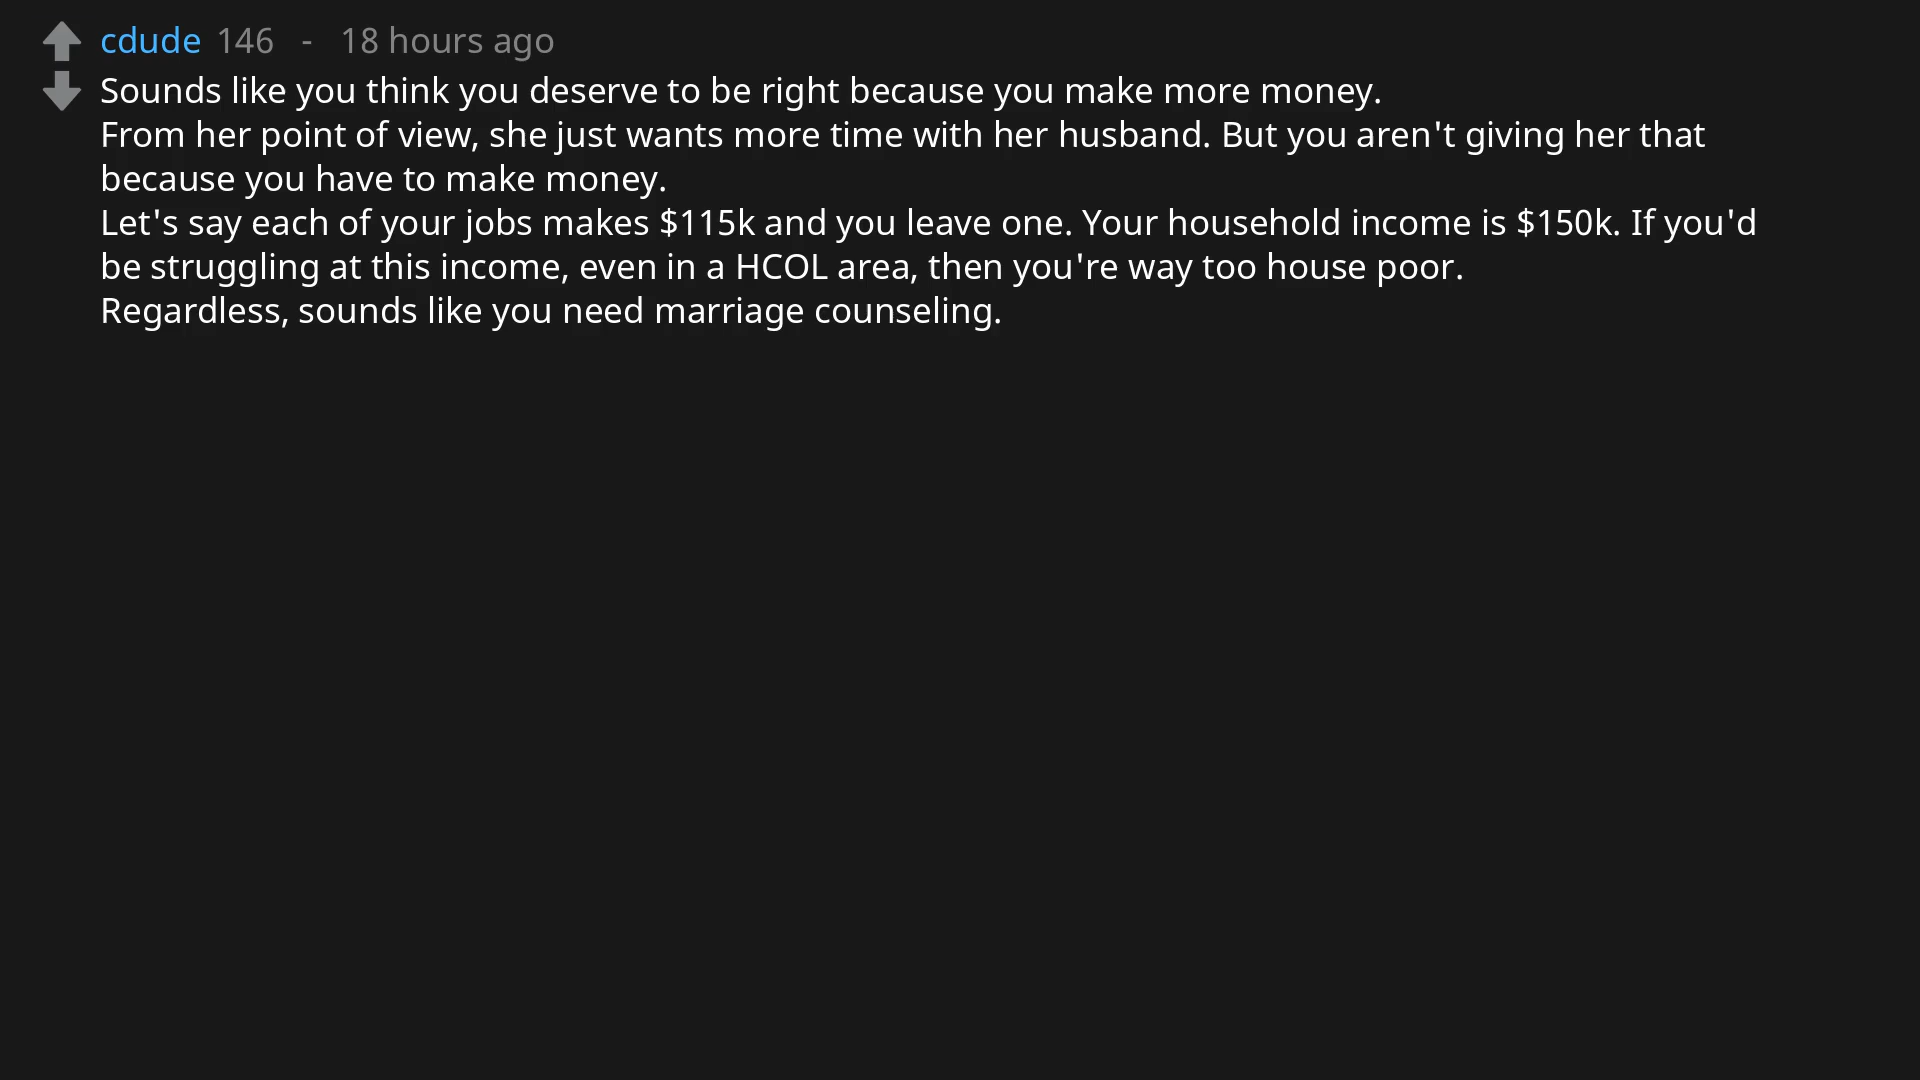 cdude 146 - 18 hours ago
Sounds like you think you deserve to be right because you make more money.
From her point of view, she just wants more time with her husband. But you aren't giving her that
because you have to make money.
Let's say each of your jobs makes $115k and you leave one. Your household income is $150k. If you'd
be struggling at this income, even in a HCOL area, then you're way too house poor.
Regardless, sounds like you need marriage counseling.